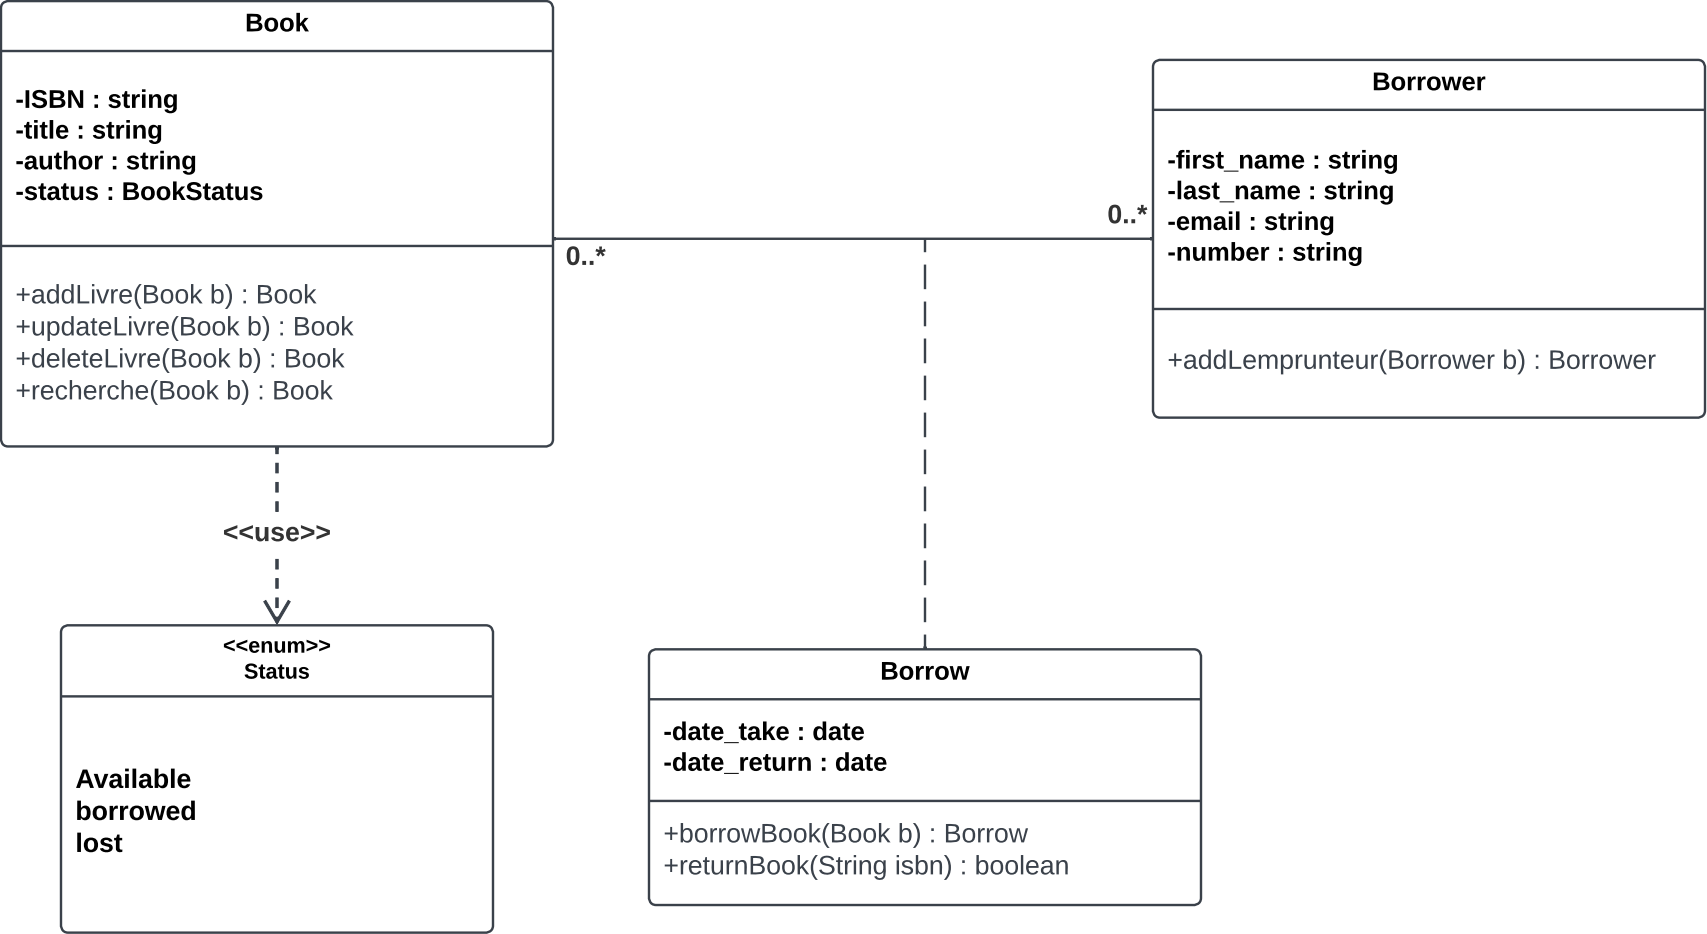 Book
-ISBN : string
-title : string
-author : string
-status : BookStatus
+addLivre(Book b) : Book
+updateLivre(Book b) : Book
+deleteLivre(Book b) : Book
+recherche(Book b) : Book
0..*
0..*
Borrower
-first_name : string
-last_name : string
-email : string
-number : string
+addLemprunteur(Borrower b) : Borrower
<<use>>
<<enum>>
Status
Available
borrowed
lost
Borrow
-date_take : date
-date_return : date
+borrowBook(Book b) : Borrow
+returnBook(String isbn) : boolean